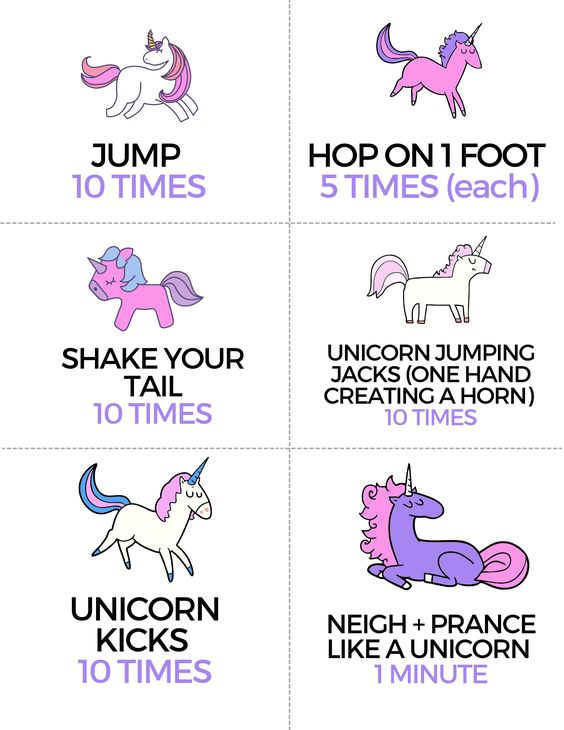 JUMP
10 TIMES
HOP ON 1 FOOT
5 TIMES (each)
SHAKE YOUR
TAIL
10 TIMES
UNICORN JUMPING
JACKS (ONE HAND
CREATING A HORN)
10 TIMES
UNICORN
KICKS
10 TIMES
NEIGH + PRANCE
LIKE A UNICORN
1 MINUTE